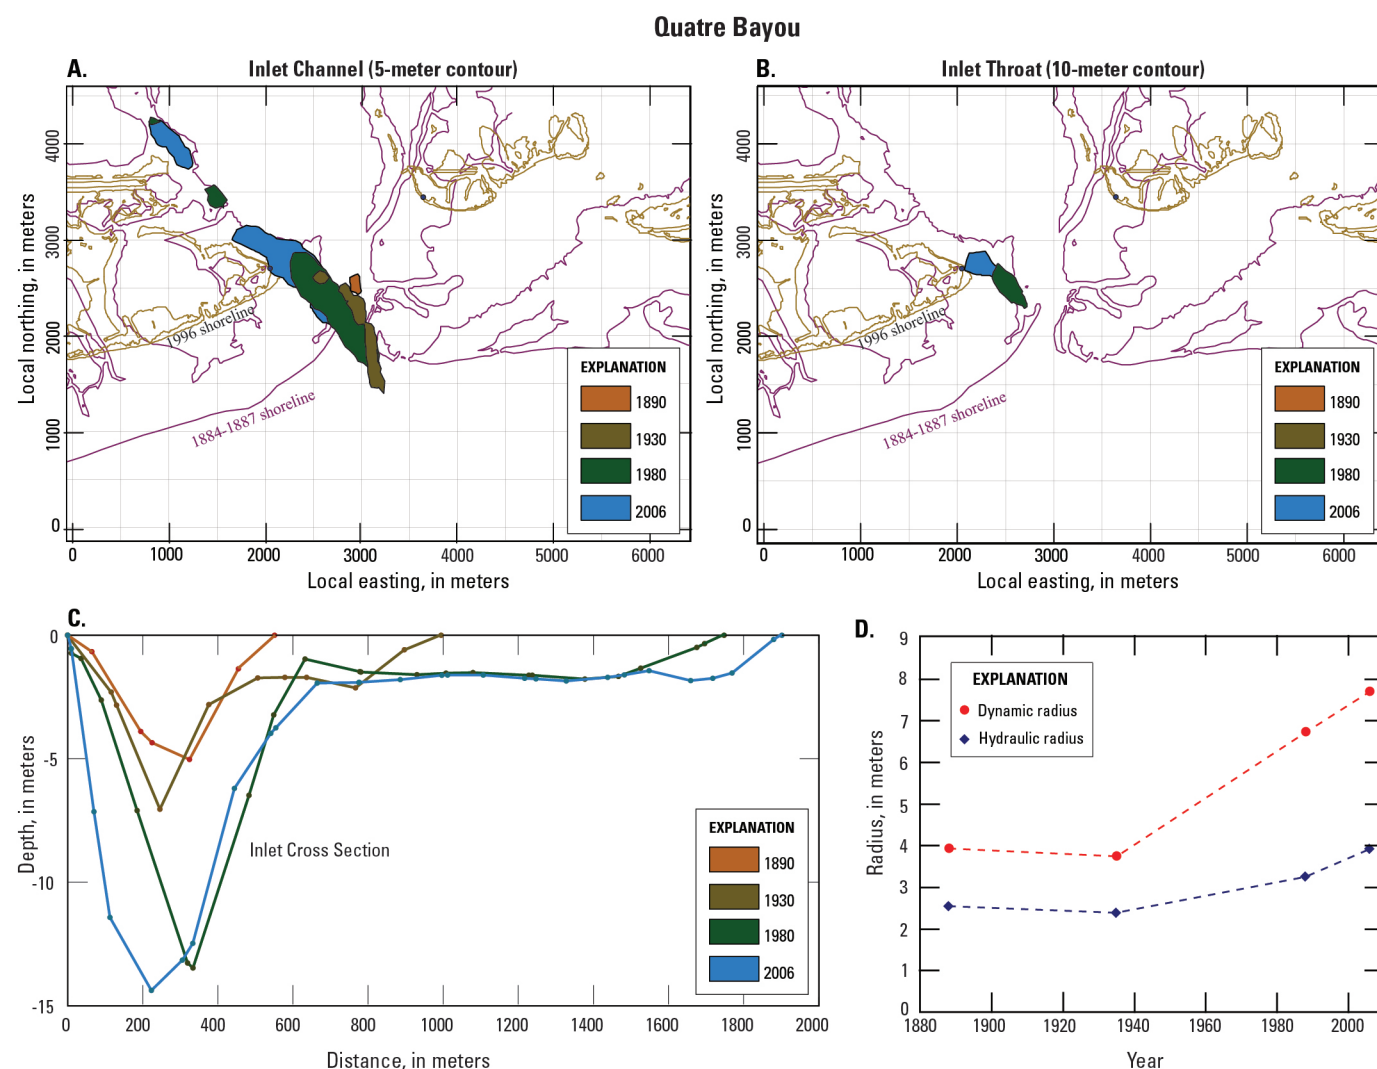 Quatre Bayou
A.
Inlet Channel (5-meter contour)
Local northing, in meters
4000
3000
2000
1000
0
1996 shoreline
1884-1887 shoreline
EXPLANATION
1890
1930
1980
2006
0 1000 2000 3000 4000 5000 6000
Local easting, in meters
B.
Inlet Throat (10-meter contour)
Local northing, in meters
4000
3000
2000
1000
0
1996 shoreline
1884-1887 shoreline
EXPLANATION
1890
1930
1980
2006
0 1000 2000 3000 4000 5000 6000
Local easting, in meters
C.
Depth, in meters
0
-5
-10
-15
Inlet Cross Section
EXPLANATION
1890
1930
1980
2006
0 200 400 600 800 1000 1200 1400 1600 1800 2000
Distance, in meters
D.
Radius, in meters
9
8
7
6
5
4
3
2
1
0
EXPLANATION
Dynamic radius
Hydraulic radius
1880 1900 1920 1940 1960 1980 2000
Year